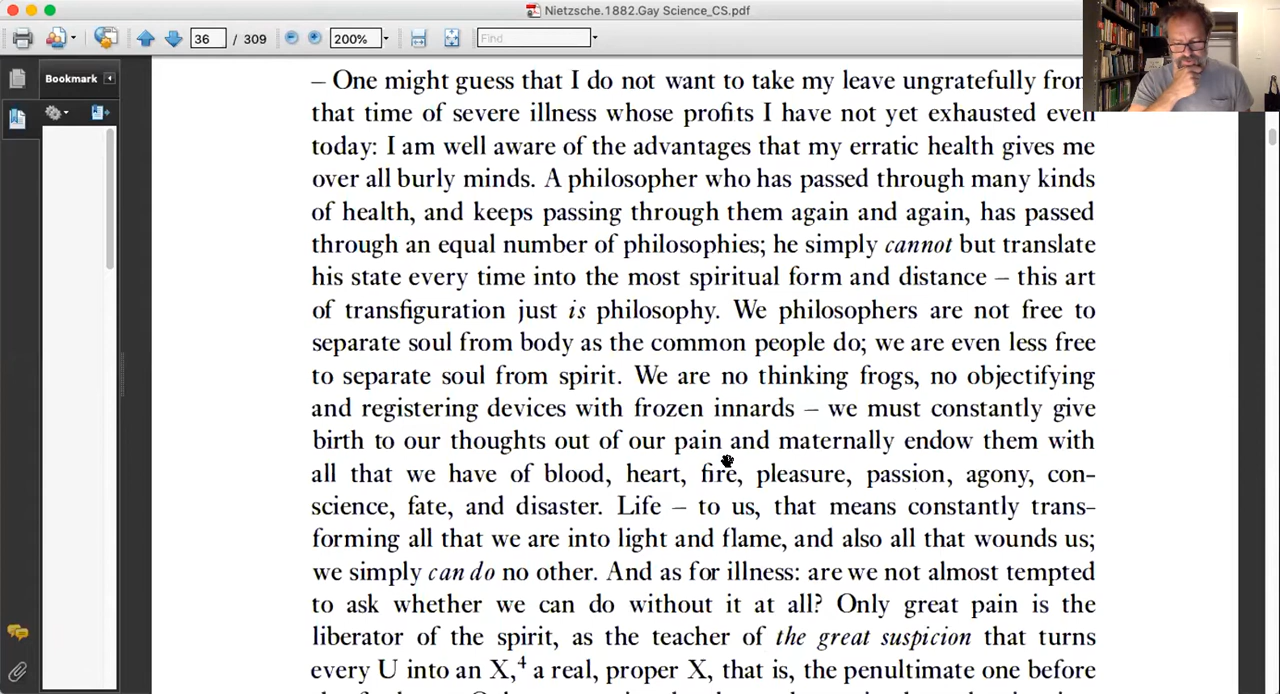 Nietzsche.1882.Gay Science_CS.pdf
36 / 309 200% Find
Bookmark
– One might guess that I do not want to take my leave ungratefully from
that time of severe illness whose profits I have not yet exhausted even
today: I am well aware of the advantages that my erratic health gives me
over all burly minds. A philosopher who has passed through many kinds
of health, and keeps passing through them again and again, has passed
through an equal number of philosophies; he simply cannot but translate
his state every time into the most spiritual form and distance – this art
of transfiguration just is philosophy. We philosophers are not free to
separate soul from body as the common people do; we are even less free
to separate soul from spirit. We are no thinking frogs, no objectifying
and registering devices with frozen innards – we must constantly give
birth to our thoughts out of our pain and maternally endow them with
all that we have of blood, heart, fire, pleasure, passion, agony, con-
science, fate, and disaster. Life – to us, that means constantly trans-
forming all that we are into light and flame, and also all that wounds us;
we simply can do no other. And as for illness: are we not almost tempted
to ask whether we can do without it at all? Only great pain is the
liberator of the spirit, as the teacher of the great suspicion that turns
every U into an X,4 a real, proper X, that is, the penultimate one before